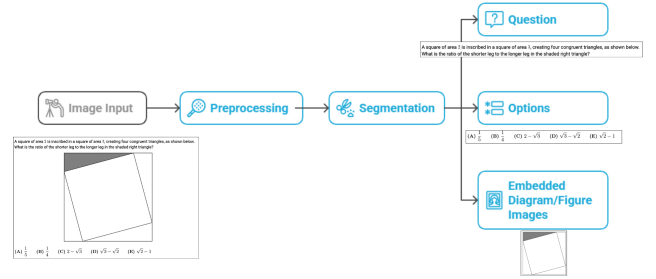 Question
A square of area 2 is inscribed in a square of area 3, creating four congruent triangles, as shown below.
What is the ratio of the shorter leg to the longer leg in the shaded right triangle?
Image Input
Preprocessing
Segmentation
Options
(A) 1/5 (B) 1/4 (C) 2 − √3 (D) √3 − √2 (E) √2 − 1
A square of area 2 is inscribed in a square of area 3, creating four congruent triangles, as shown below.
What is the ratio of the shorter leg to the longer leg in the shaded right triangle?
(A) 1/5 (B) 1/4 (C) 2 − √3 (D) √3 − √2 (E) √2 − 1
Embedded
Diagram/Figure
Images